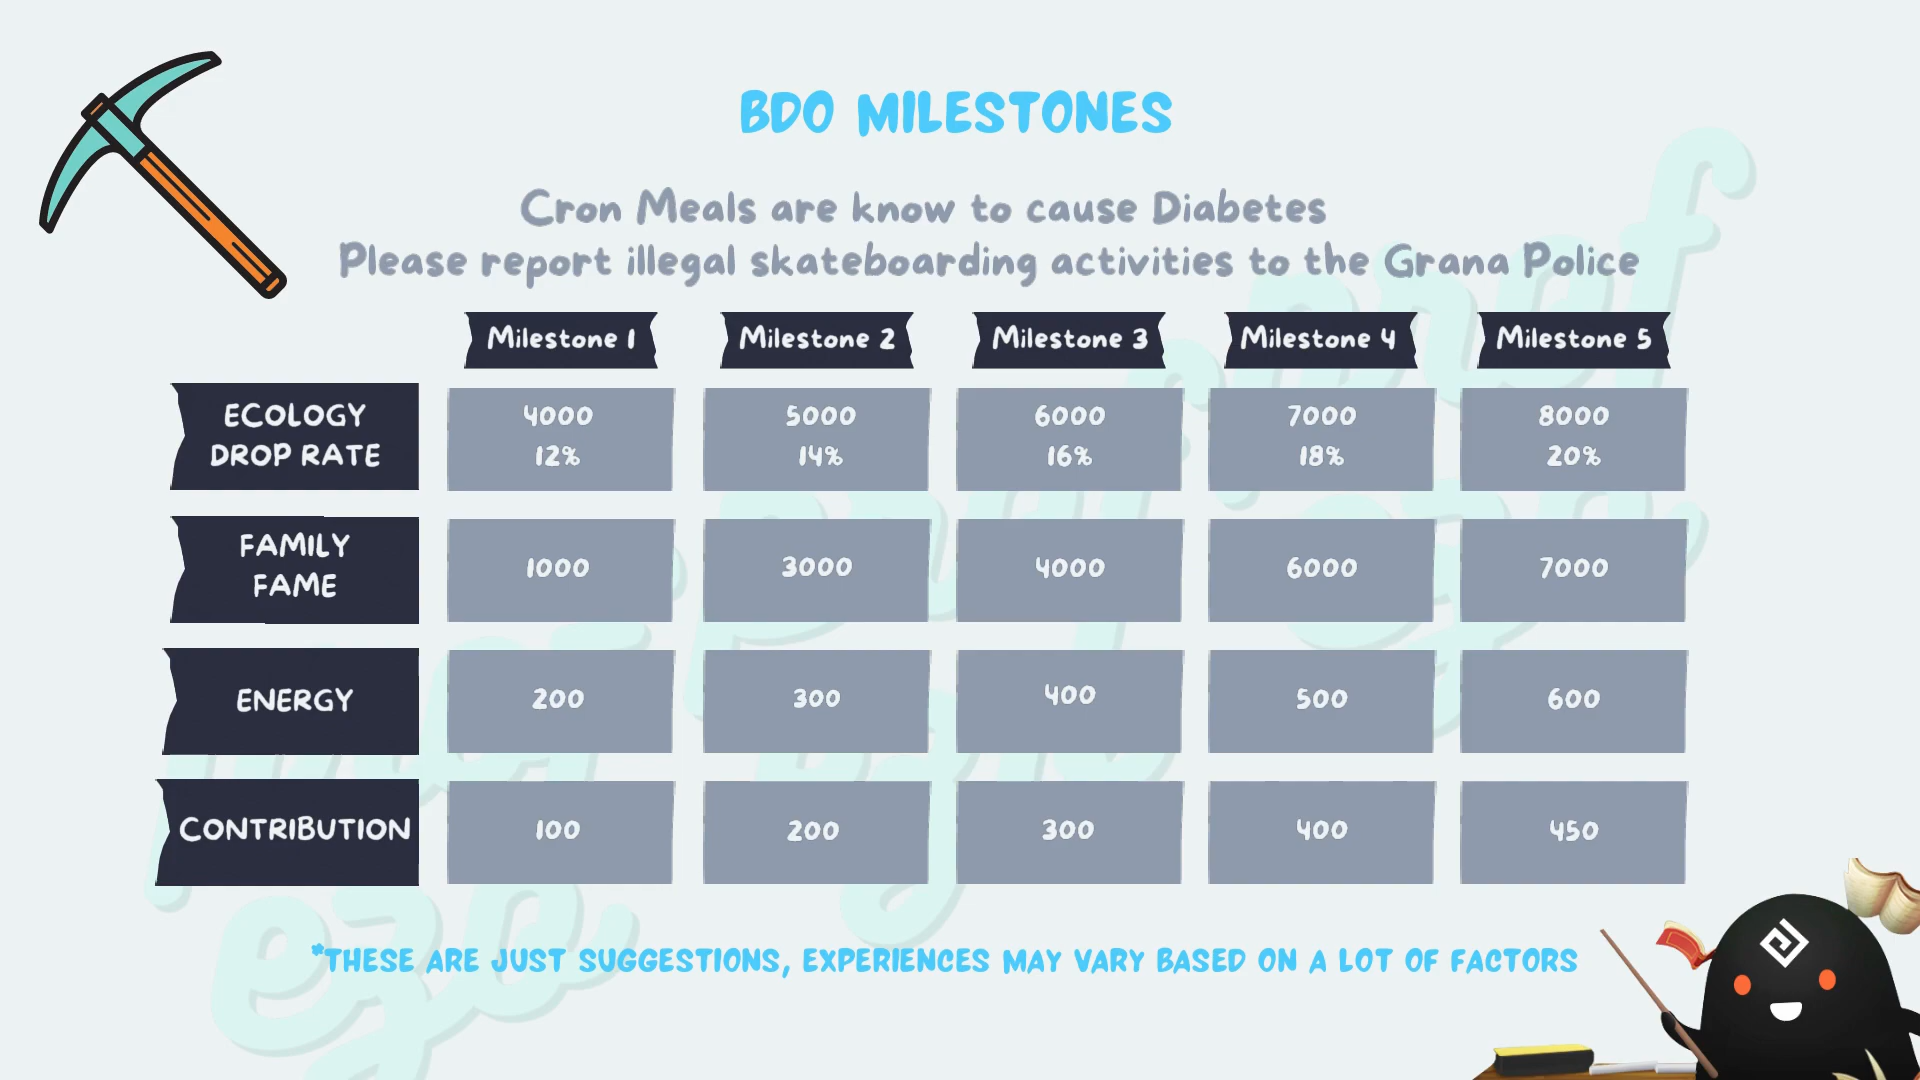 BDO MILESTONES
Cron Meals are know to cause Diabetes
Please report illegal skateboarding activities to the Grana Police
Milestone 1 Milestone 2 Milestone 3 Milestone 4 Milestone 5
ECOLOGY 4000 5000 6000 7000 8000
DROP RATE 12% 14% 16% 18% 20%
FAMILY
FAME 1000 3000 4000 6000 7000
ENERGY 200 300 400 500 600
CONTRIBUTION 100 200 300 400 450
*THESE ARE JUST SUGGESTIONS, EXPERIENCES MAY VARY BASED ON A LOT OF FACTORS